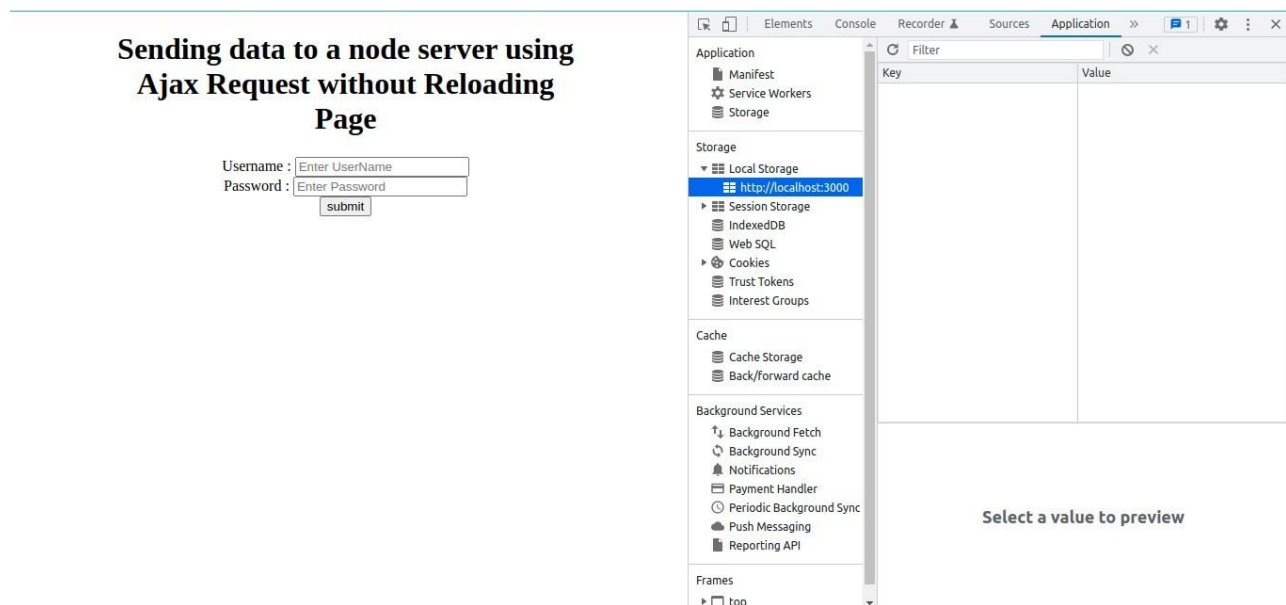 Sending data to a node server using
Ajax Request without Reloading
Page
Username : Enter UserName
Password : Enter Password
submit
Elements Console Recorder Sources Application » 1
Application
Manifest
Service Workers
Storage
Storage
Local Storage
http://localhost:3000
Session Storage
IndexedDB
Web SQL
Cookies
Trust Tokens
Interest Groups
Cache
Cache Storage
Back/forward cache
Background Services
Background Fetch
Background Sync
Notifications
Payment Handler
Periodic Background Sync
Push Messaging
Reporting API
Frames
top
Filter
Key Value
Select a value to preview